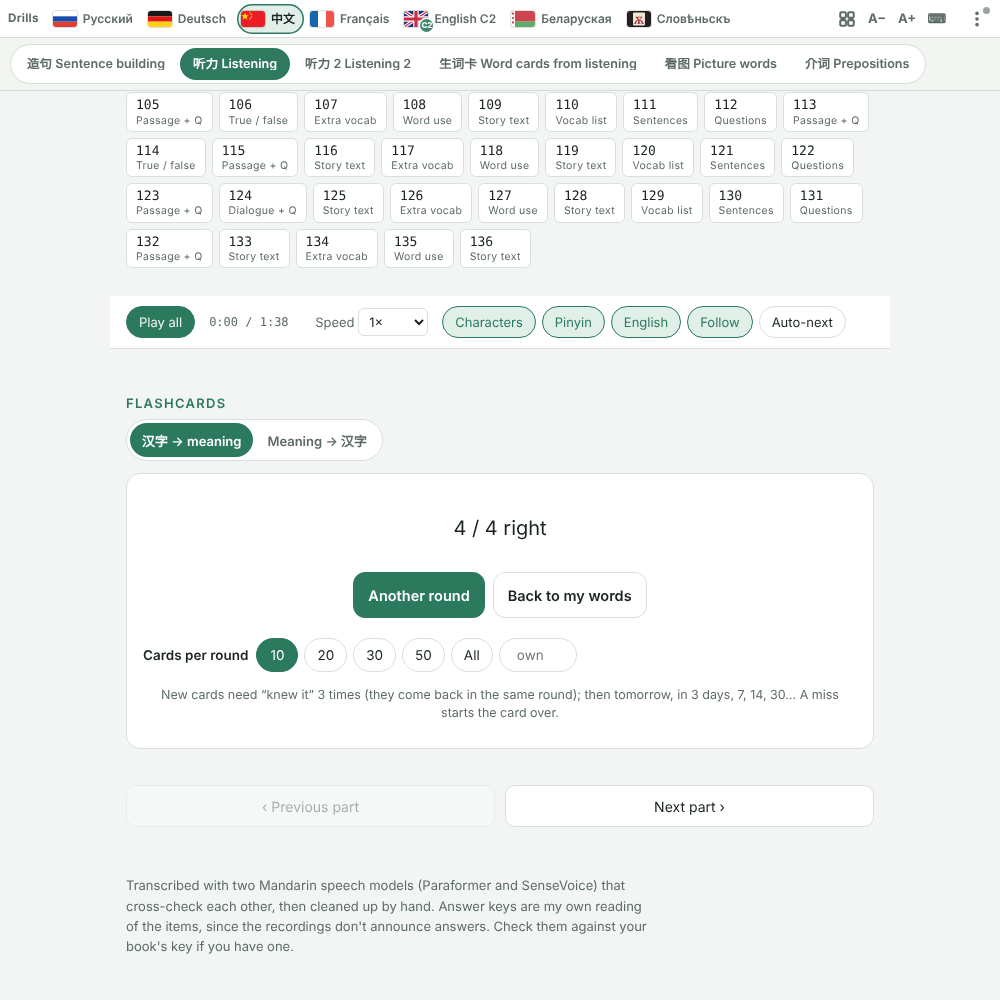 Drills Русский Deutsch 中文 Français English C2 Беларуская Словѣньскъ A− A+
造句 Sentence building 听力 Listening 听力 2 Listening 2 生词卡 Word cards from listening 看图 Picture words 介词 Prepositions
105 106 107 108 109 110 111 112 113
Passage + Q True / false Extra vocab Word use Story text Vocab list Sentences Questions Passage + Q
114 115 116 117 118 119 120 121 122
True / false Passage + Q Story text Extra vocab Word use Story text Vocab list Sentences Questions
123 124 125 126 127 128 129 130 131
Passage + Q Dialogue + Q Story text Extra vocab Word use Story text Vocab list Sentences Questions
132 133 134 135 136
Passage + Q Story text Extra vocab Word use Story text
Play all 0:00 / 1:38 Speed 1× Characters Pinyin English Follow Auto-next
FLASHCARDS
汉字 → meaning Meaning → 汉字
4 / 4 right
Another round Back to my words
Cards per round 10 20 30 50 All own
New cards need “knew it” 3 times (they come back in the same round); then tomorrow, in 3 days, 7, 14, 30… A miss
starts the card over.
‹ Previous part Next part ›
Transcribed with two Mandarin speech models (Paraformer and SenseVoice) that
cross-check each other, then cleaned up by hand. Answer keys are my own reading
of the items, since the recordings don't announce answers. Check them against your
book's key if you have one.